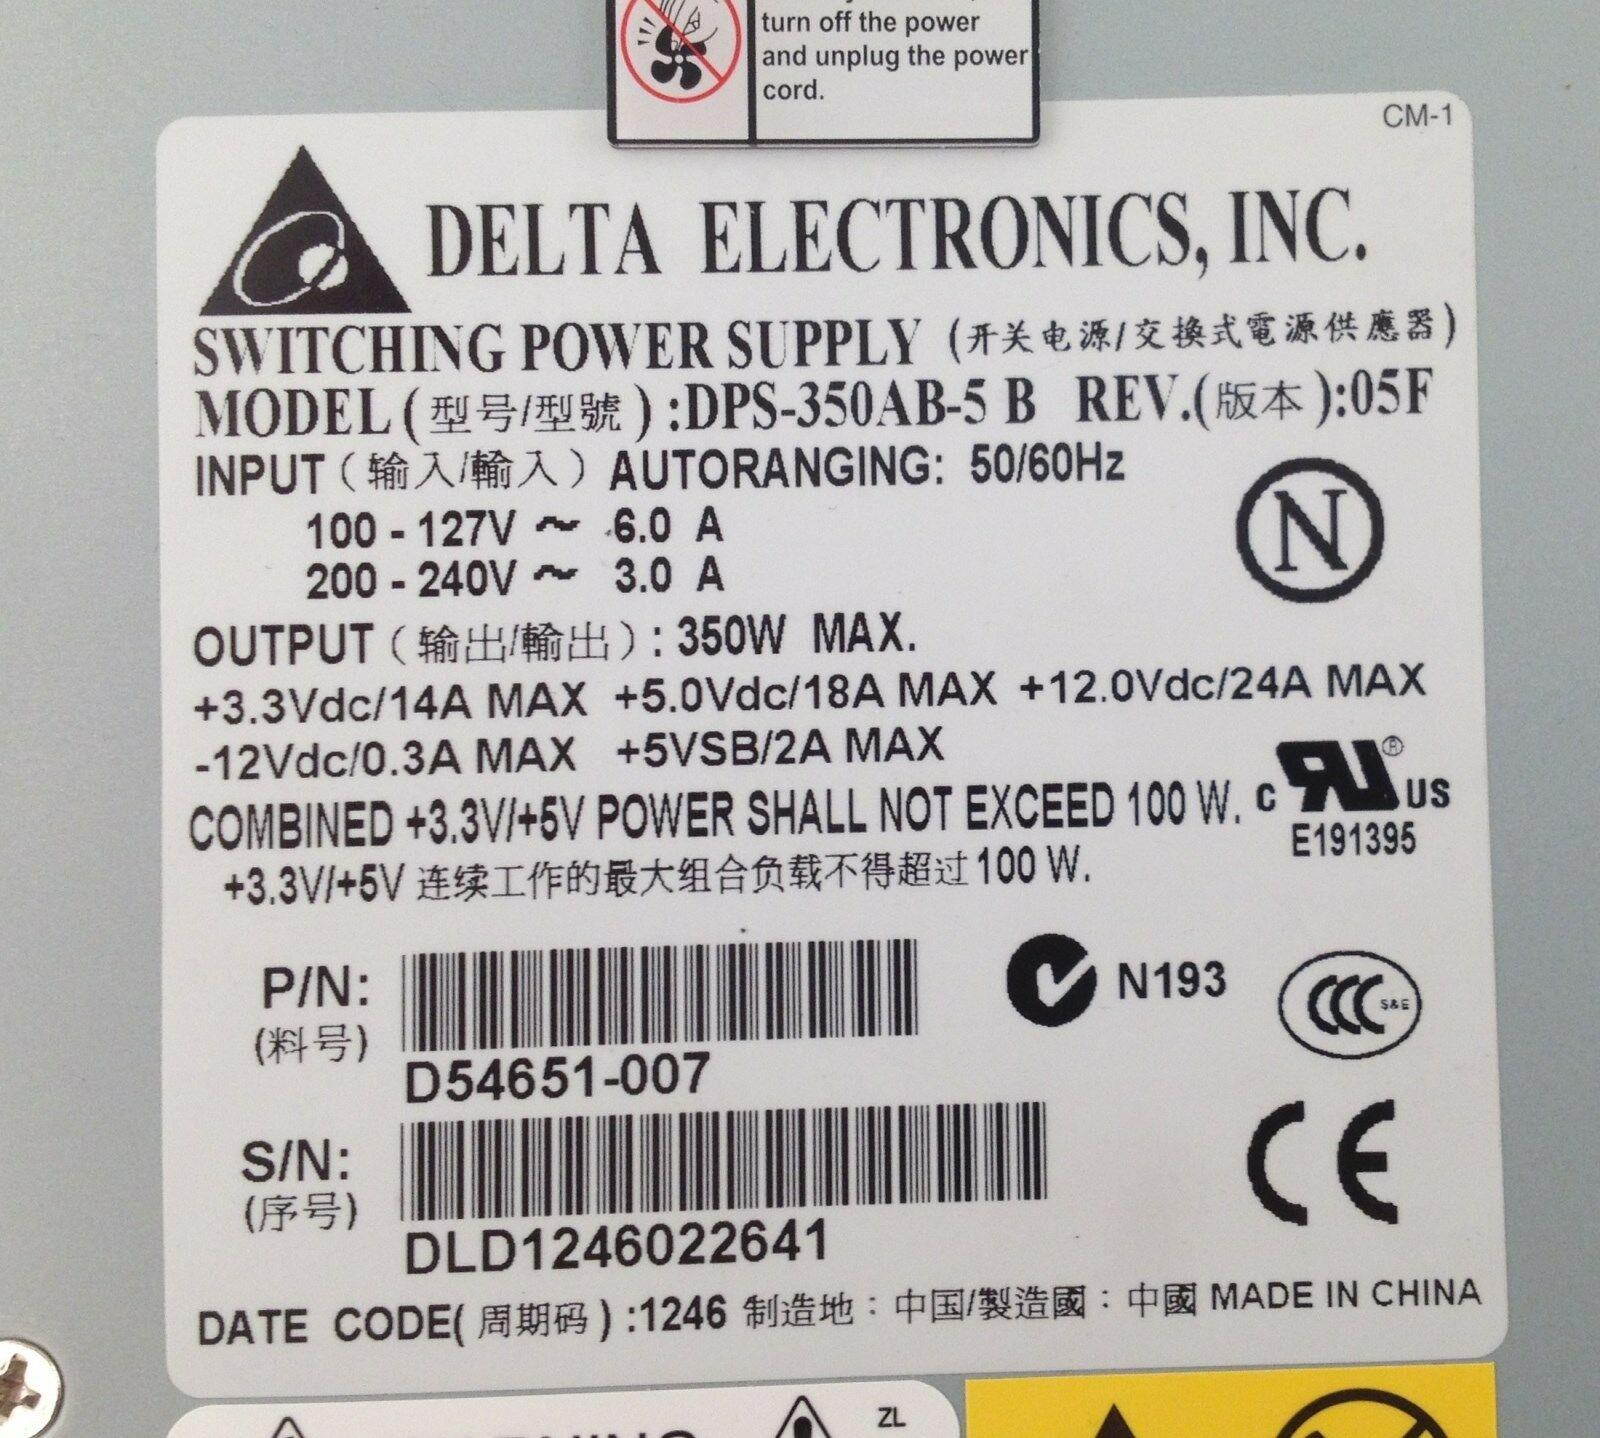 turn off the power
and unplug the power
cord.
CM-1
DELTA ELECTRONICS, INC.
SWITCHING POWER SUPPLY (开关电源/交換式電源供應器)
MODEL(型号/型號):DPS-350AB-5 B REV.(版本):05F
INPUT(输入/輸入) AUTORANGING: 50/60Hz
100 - 127V ~ 6.0 A
200 - 240V ~ 3.0 A
N
OUTPUT(输出/輸出): 350W MAX.
+3.3Vdc/14A MAX +5.0Vdc/18A MAX +12.0Vdc/24A MAX
-12Vdc/0.3A MAX +5VSB/2A MAX
COMBINED +3.3V/+5V POWER SHALL NOT EXCEED 100 W.
c RU ® US
E191395
+3.3V/+5V 连续工作的最大组合负载不得超过100 W.
P/N:
(料号)
D54651-007
N193
CCC S&E
S/N:
(序号)
DLD1246022641
CE
DATE CODE(周期码):1246 制造地：中国/製造國：中國 MADE IN CHINA
ZL